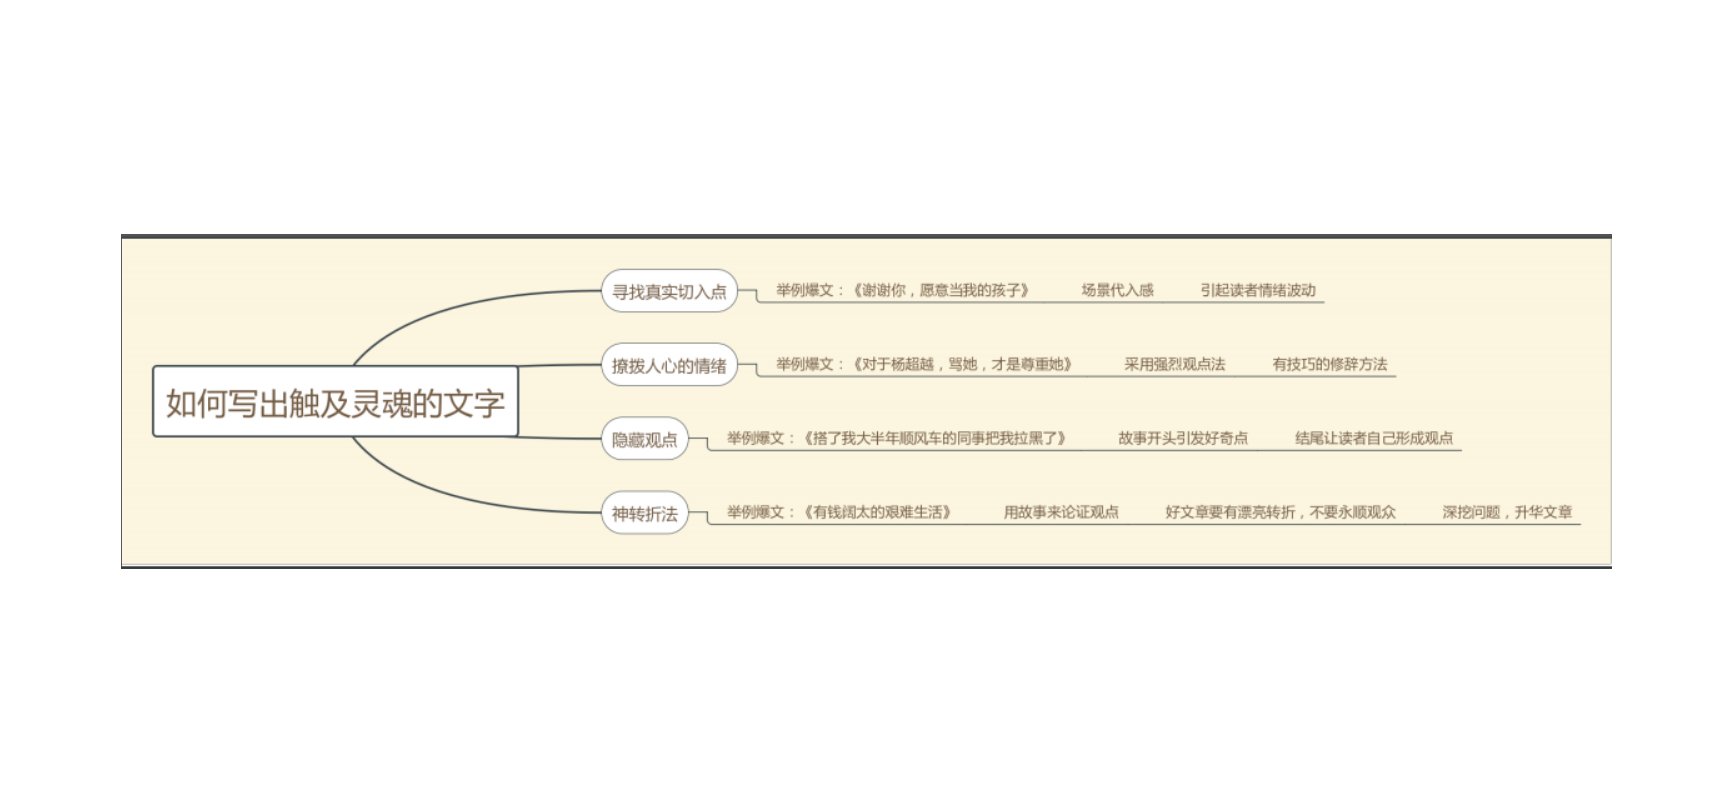 寻找真实切入点 举例爆文：《谢谢你，愿意当我的孩子》 场景代入感 引起读者情绪波动
撩拨人心的情绪 举例爆文：《对于杨超越，骂她，才是尊重她》 采用强烈观点法 有技巧的修辞方法
如何写出触及灵魂的文字
隐藏观点 举例爆文：《搭了我大半年顺风车的同事把我拉黑了》 故事开头引发好奇点 结尾让读者自己形成观点
神转折法 举例爆文：《有钱阔太的艰难生活》 用故事来论证观点 好文章要有漂亮转折，不要永顺观众 深挖问题，升华文章